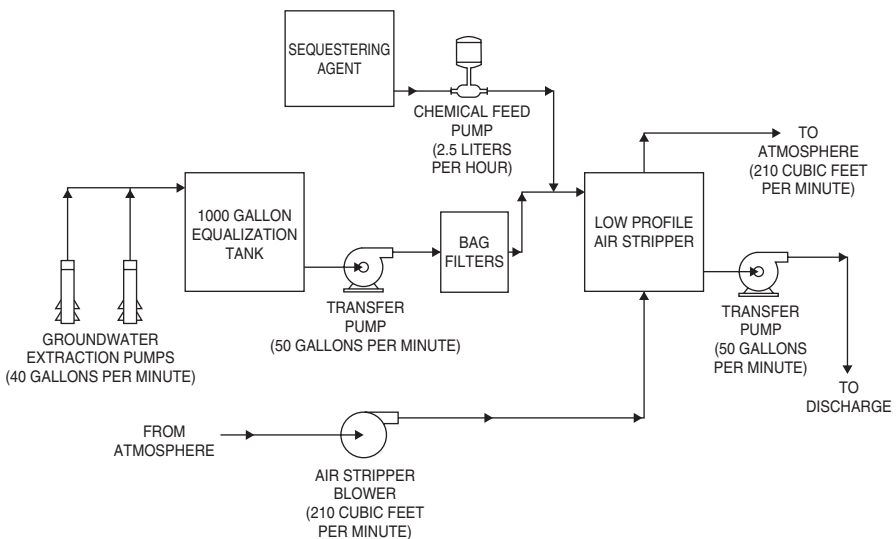 SEQUESTERING
AGENT
CHEMICAL FEED
PUMP
(2.5 LITERS
PER HOUR)
TO
ATMOSPHERE
(210 CUBIC FEET
PER MINUTE)
1000 GALLON
EQUALIZATION
TANK
BAG
FILTERS
LOW PROFILE
AIR STRIPPER
GROUNDWATER
EXTRACTION PUMPS
(40 GALLONS PER MINUTE)
TRANSFER
PUMP
(50 GALLONS PER MINUTE)
TRANSFER
PUMP
(50 GALLONS
PER MINUTE)
TO
DISCHARGE
FROM
ATMOSPHERE
AIR STRIPPER
BLOWER
(210 CUBIC FEET
PER MINUTE)